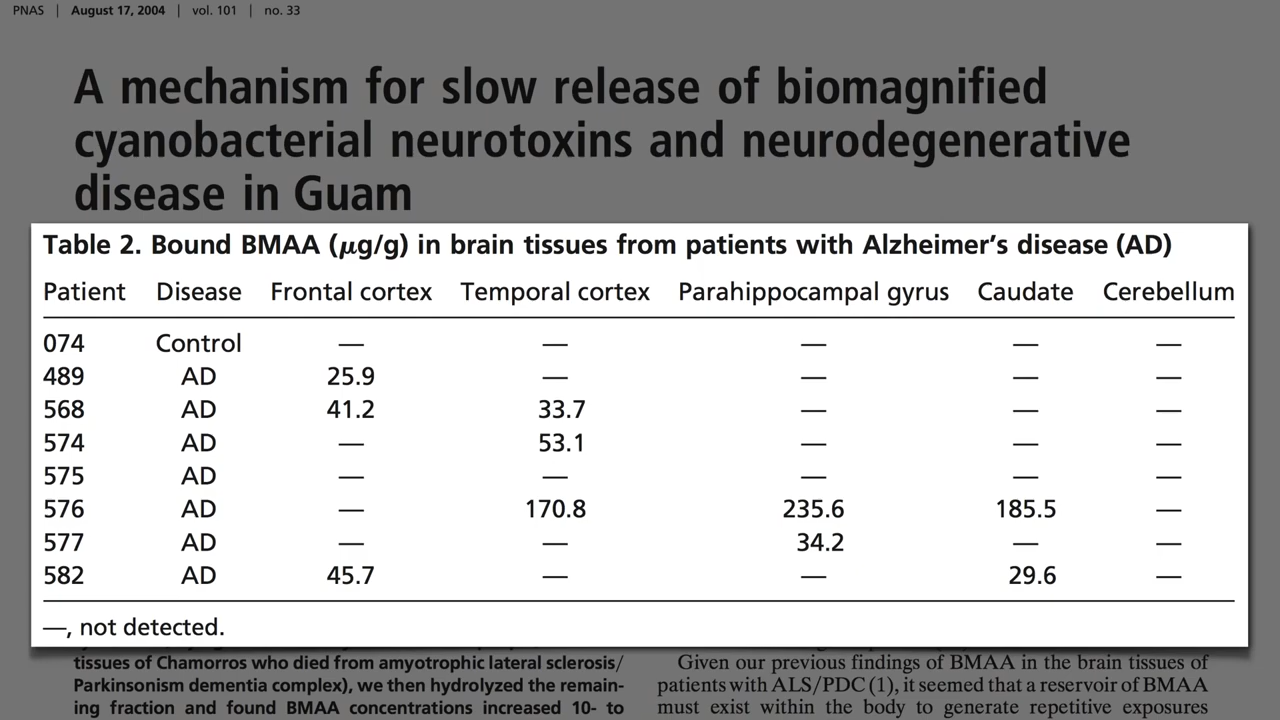 PNAS | August 17, 2004 | vol. 101 | no. 33
A mechanism for slow release of biomagnified
cyanobacterial neurotoxins and neurodegenerative
disease in Guam
Table 2. Bound BMAA (μg/g) in brain tissues from patients with Alzheimer's disease (AD)
Patient Disease Frontal cortex Temporal cortex Parahippocampal gyrus Caudate Cerebellum
074 Control — — — — —
489 AD 25.9 — — — —
568 AD 41.2 33.7 — — —
574 AD — 53.1 — — —
575 AD — — — — —
576 AD — 170.8 235.6 185.5 —
577 AD — — 34.2 — —
582 AD 45.7 — — 29.6 —
—, not detected.
tissues of Chamorros who died from amyotrophic lateral sclerosis/
Parkinsonism dementia complex), we then hydrolyzed the remain-
ing fraction and found BMAA concentrations increased 10- to
Given our previous findings of BMAA in the brain tissues of
patients with ALS/PDC (1), it seemed that a reservoir of BMAA
must exist within the body to generate repetitive exposures